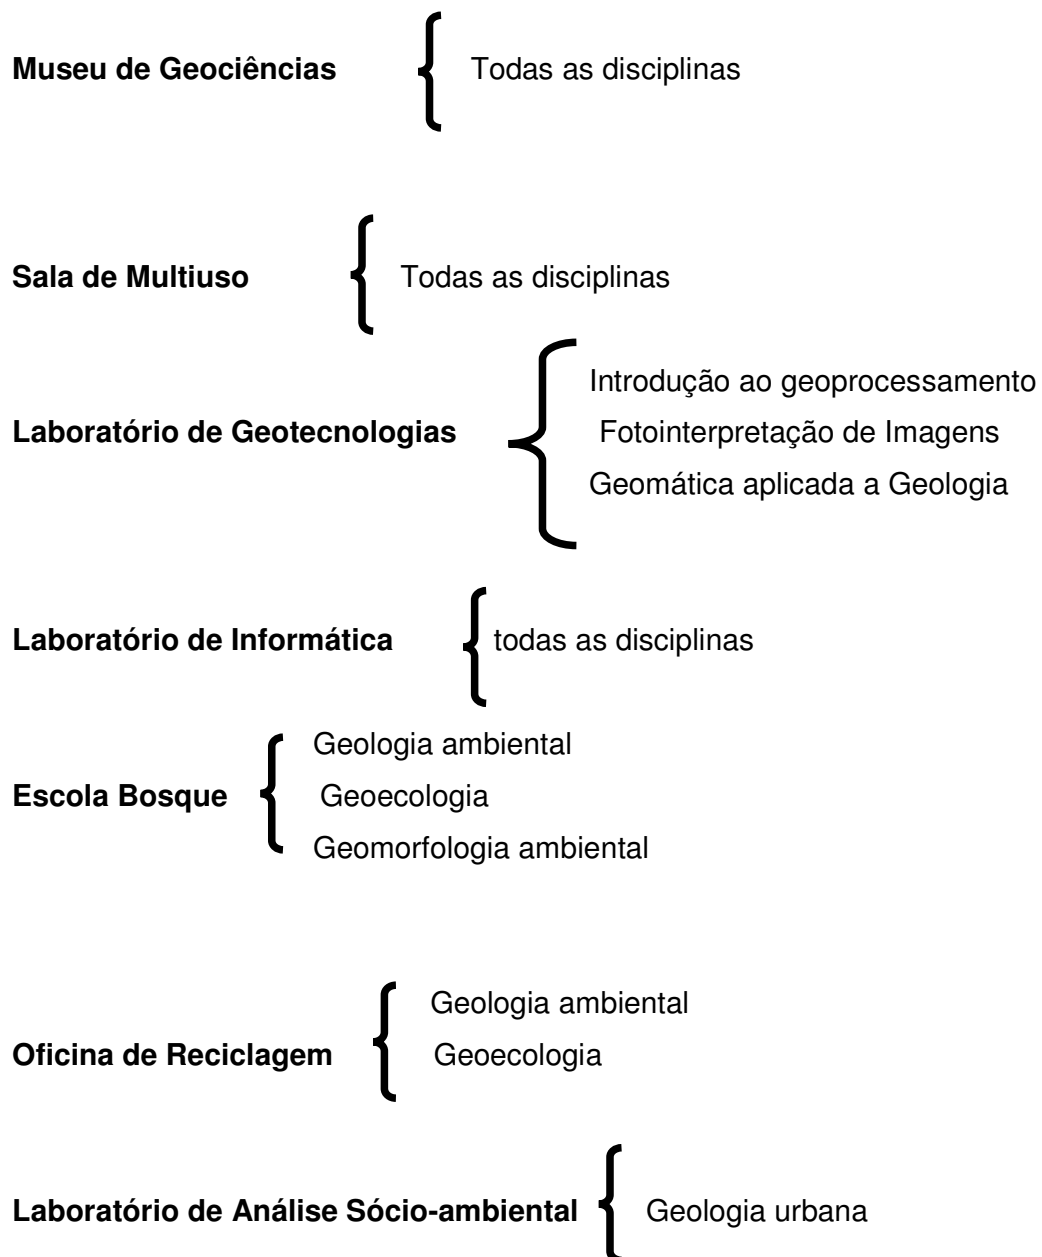 Museu de Geociências Todas as disciplinas
Sala de Multiuso Todas as disciplinas
Introdução ao geoprocessamento
Laboratório de Geotecnologias Fotointerpretação de Imagens
Geomática aplicada a Geologia
Laboratório de Informática todas as disciplinas
Geologia ambiental
Escola Bosque Geoecologia
Geomorfologia ambiental
Geologia ambiental
Oficina de Reciclagem Geoecologia
Laboratório de Análise Sócio-ambiental Geologia urbana